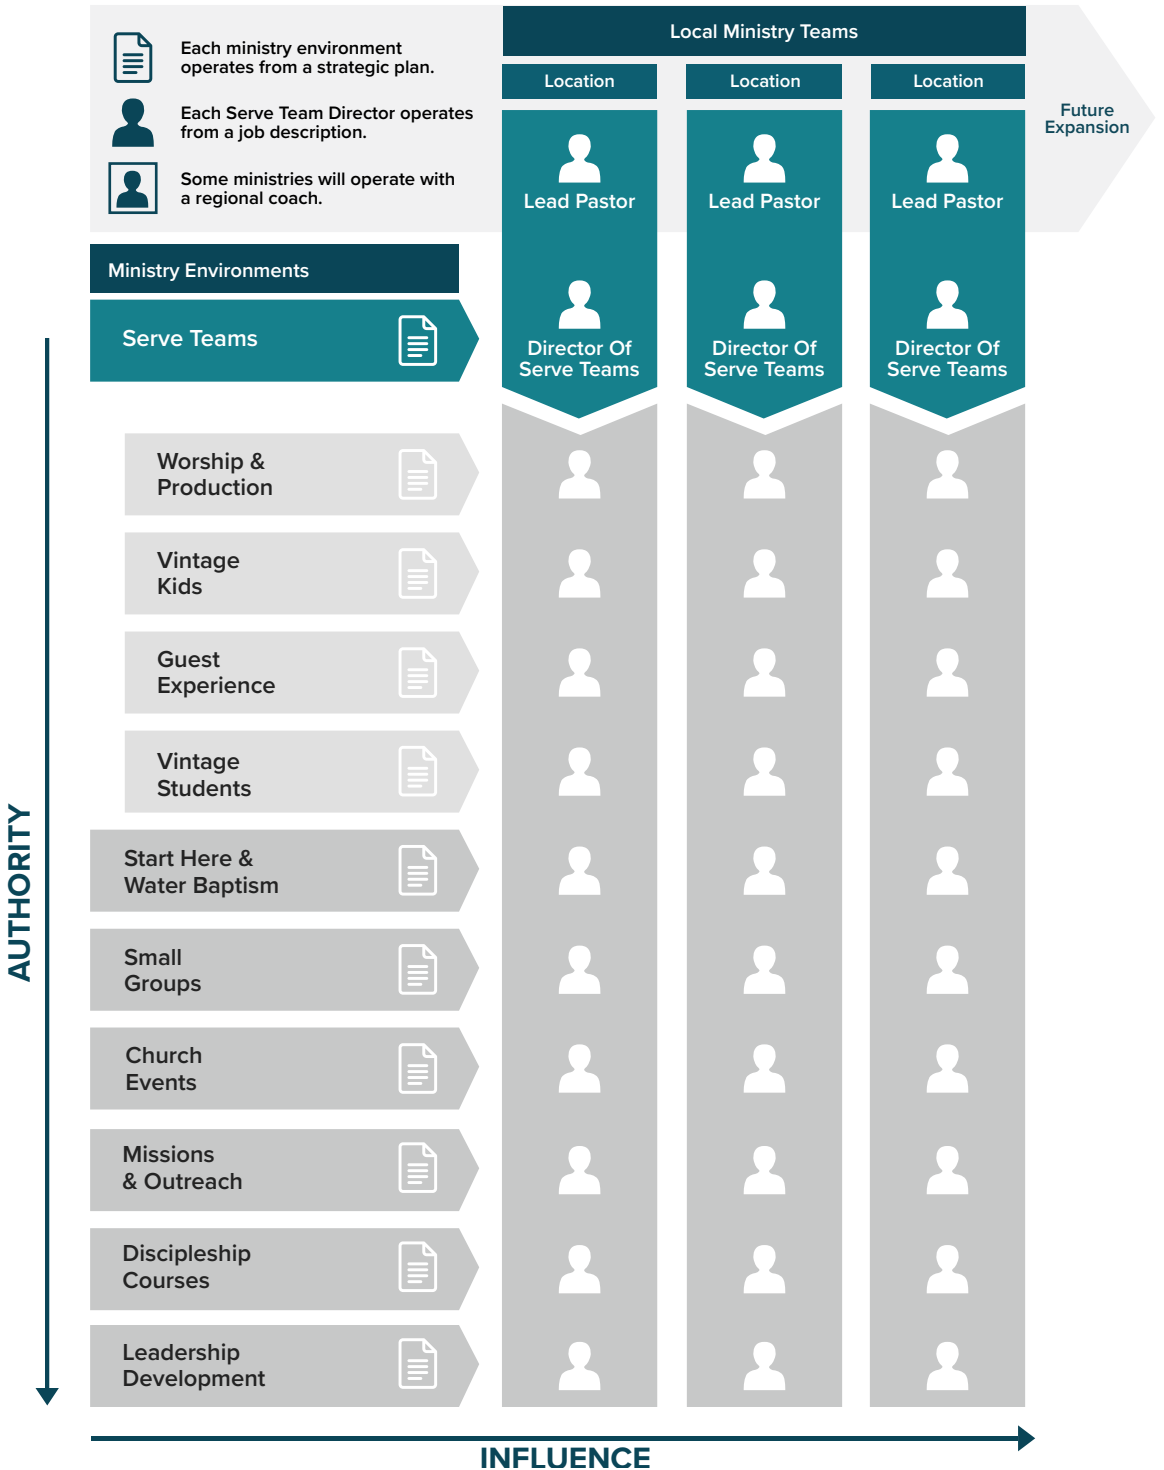 Each ministry environment
operates from a strategic plan.
Each Serve Team Director operates
from a job description.
Some ministries will operate with
a regional coach.
Local Ministry Teams
Location
Location
Location
Future
Expansion
Lead Pastor
Lead Pastor
Lead Pastor
Ministry Environments
Serve Teams
Director Of
Serve Teams
Director Of
Serve Teams
Director Of
Serve Teams
Worship &
Production
Vintage
Kids
Guest
Experience
Vintage
Students
Start Here &
Water Baptism
Small
Groups
Church
Events
Missions
& Outreach
Discipleship
Courses
Leadership
Development
AUTHORITY
INFLUENCE